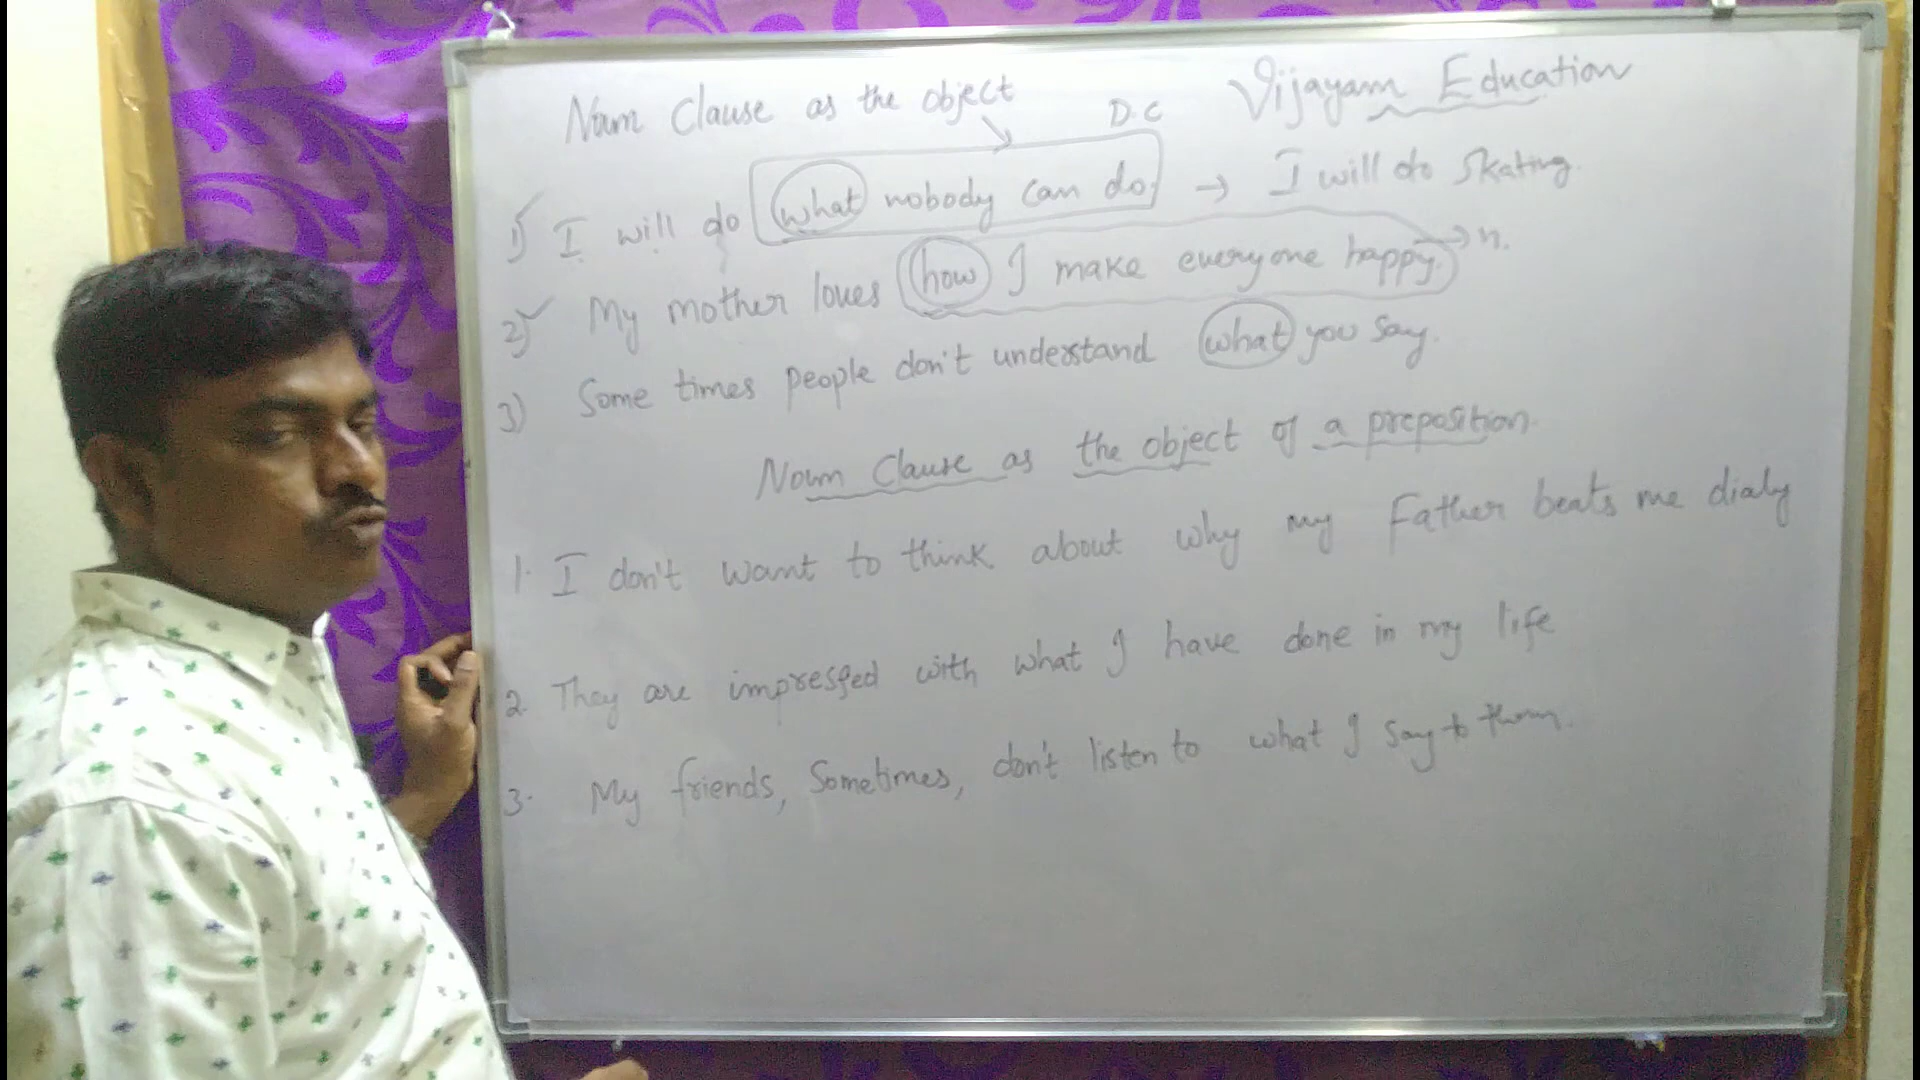 Noun Clause as the object
Vijayam Education
D.C
1) I will do what nobody can do. → I will do skating.
2) My mother loves how I make everyone happy. → n.
3) Some times people don't understand what you say.
Noun Clause as the object of a preposition.
1. I don't want to think about why my Father beats me dialy
2. They are impressed with what I have done in my life
3. My friends, Sometimes, don't listen to what I say to them.